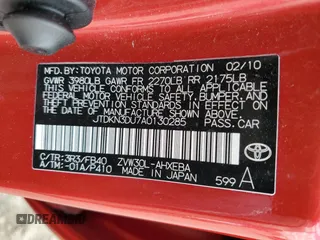 MFD. BY: TOYOTA MOTOR CORPORATION 02/10
GVWR 3980LB GAWR FR 2270LB RR 2175LB
THIS VEHICLE CONFORMS TO ALL APPLICABLE
FEDERAL MOTOR VEHICLE SAFETY, BUMPER, AND
THEFT PREVENTION STANDARDS IN EFFECT ON
THE DATE OF MANUFACTURE SHOWN ABOVE.
JTDKN3DU7A0130285 PASS.CAR
C/TR: 3R3/FB40 ZVW30L-AHXEBA
A/TM: -01A/P410 MADE IN JAPAN
TOYOTA
599 A